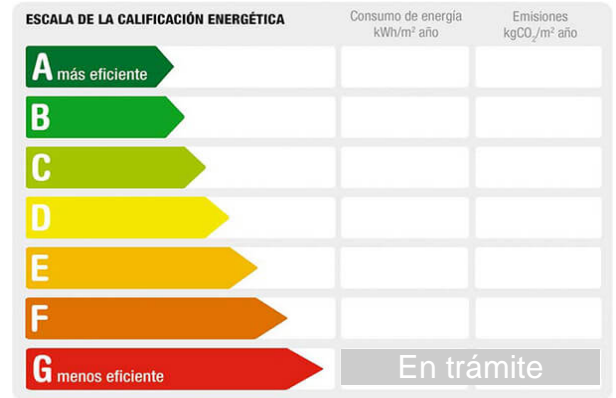 ESCALA DE LA CALIFICACIÓN ENERGÉTICA
Consumo de energía
kWh/m² año
Emisiones
kgCO₂/m² año
A más eficiente
B
C
D
E
F
G menos eficiente
En trámite